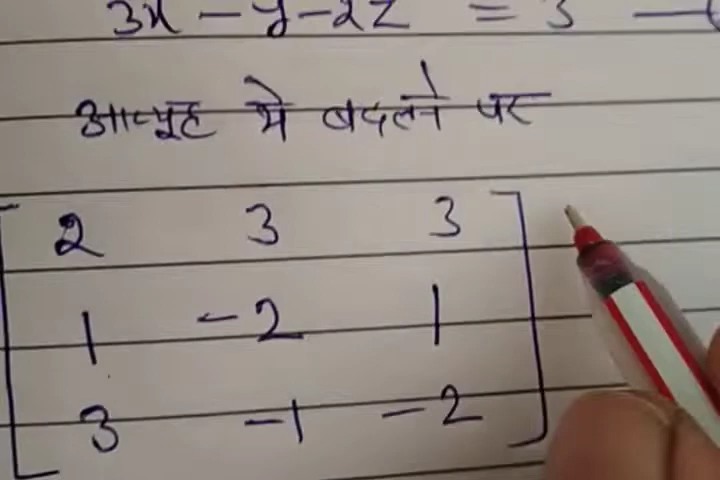 3x - y - 2z = 3 —(
आव्यूह मे बदलने पर
2 3 3
1 -2 1
3 -1 -2